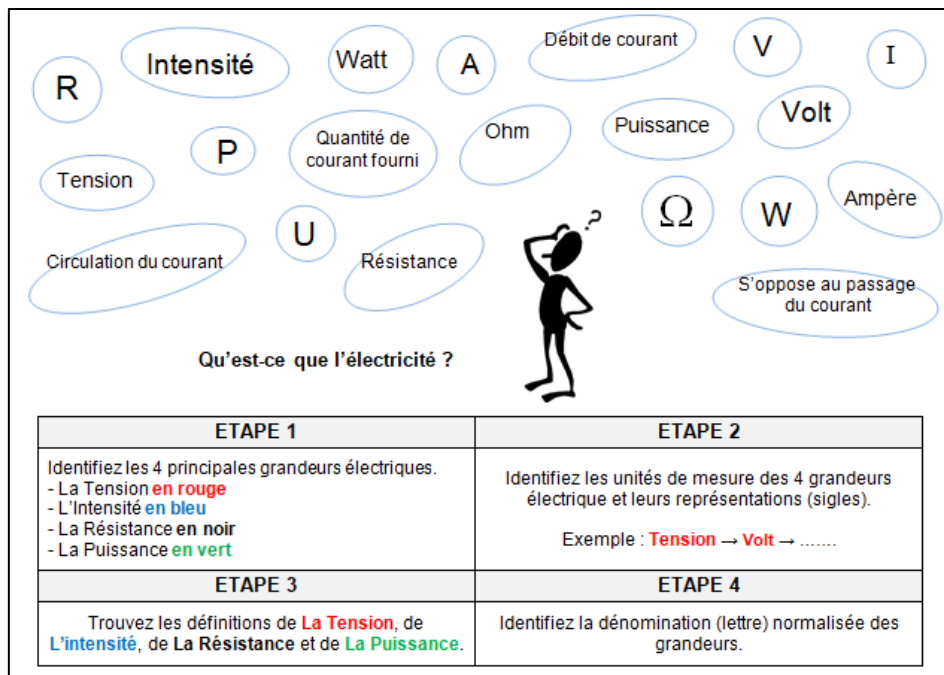 R
Intensité
Watt
A
Débit de courant
V
I
Tension
P
Quantité de
courant fourni
Ohm
Puissance
Volt
Circulation du courant
U
Résistance
?
Ω
W
Ampère
S’oppose au passage
du courant
Qu’est-ce que l’électricité ?
ETAPE 1
Identifiez les 4 principales grandeurs électriques.
- La Tension en rouge
- L’Intensité en bleu
- La Résistance en noir
- La Puissance en vert
ETAPE 2
Identifiez les unités de mesure des 4 grandeurs
électrique et leurs représentations (sigles).
Exemple : Tension → Volt → .......
ETAPE 3
Trouvez les définitions de La Tension, de
L’intensité, de La Résistance et de La Puissance.
ETAPE 4
Identifiez la dénomination (lettre) normalisée des
grandeurs.